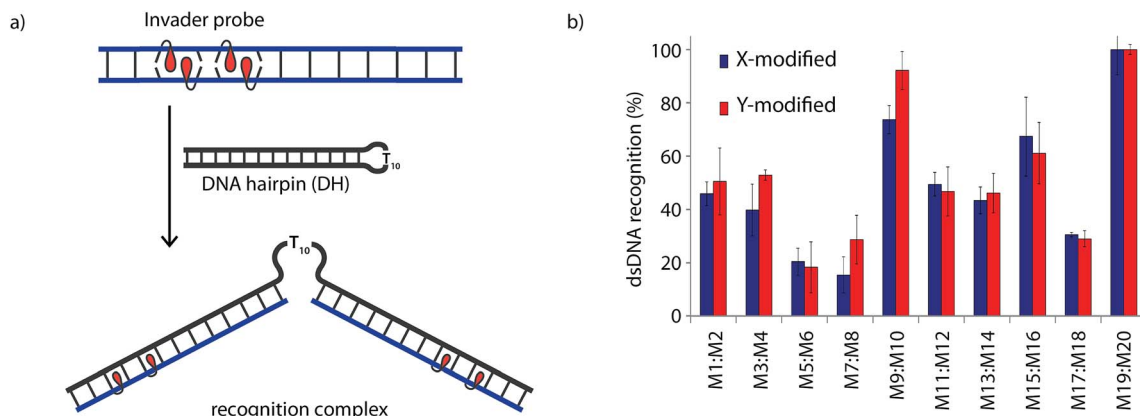 a)
Invader probe
T10
DNA hairpin (DH)
T10
recognition complex
b)
dsDNA recognition (%)
100
80
60
40
20
0
X-modified
Y-modified
M1:M2
M3:M4
M5:M6
M7:M8
M9:M10
M11:M12
M13:M14
M15:M16
M17:M18
M19:M20